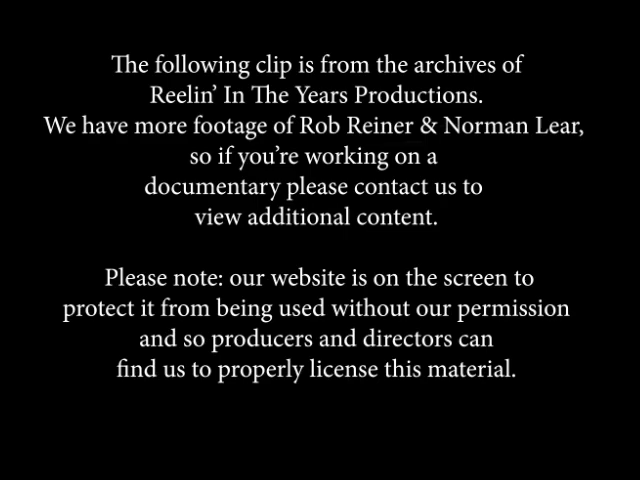 The following clip is from the archives of
Reelin’ In The Years Productions.
We have more footage of Rob Reiner & Norman Lear,
so if you’re working on a
documentary please contact us to
view additional content.
Please note: our website is on the screen to
protect it from being used without our permission
and so producers and directors can
find us to properly license this material.